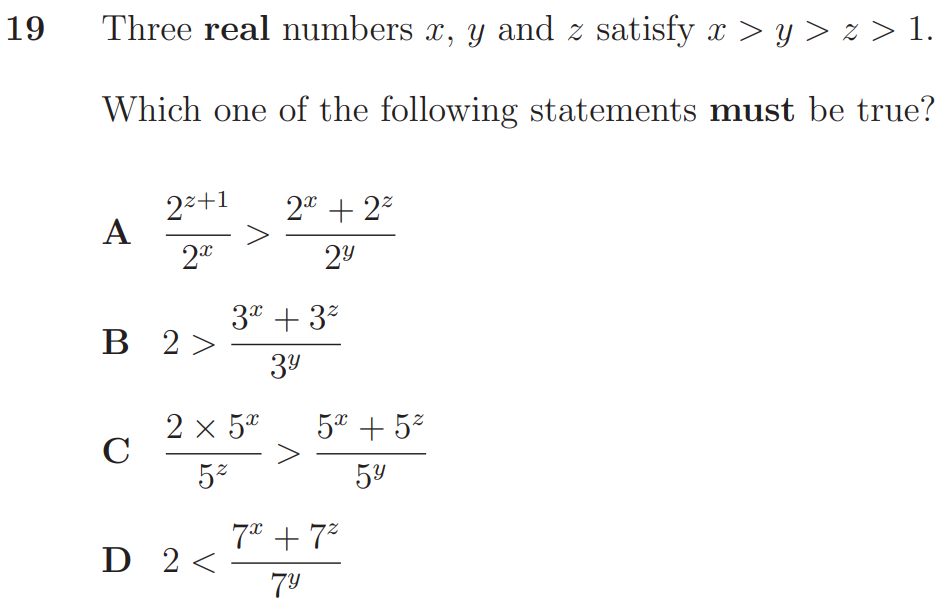 19 Three real numbers x, y and z satisfy x > y > z > 1.
Which one of the following statements must be true?
A \frac{2^{z+1}}{2^x} > \frac{2^x + 2^z}{2^y}
B 2 > \frac{3^x + 3^z}{3^y}
C \frac{2 × 5^x}{5^z} > \frac{5^x + 5^z}{5^y}
D 2 < \frac{7^x + 7^z}{7^y}